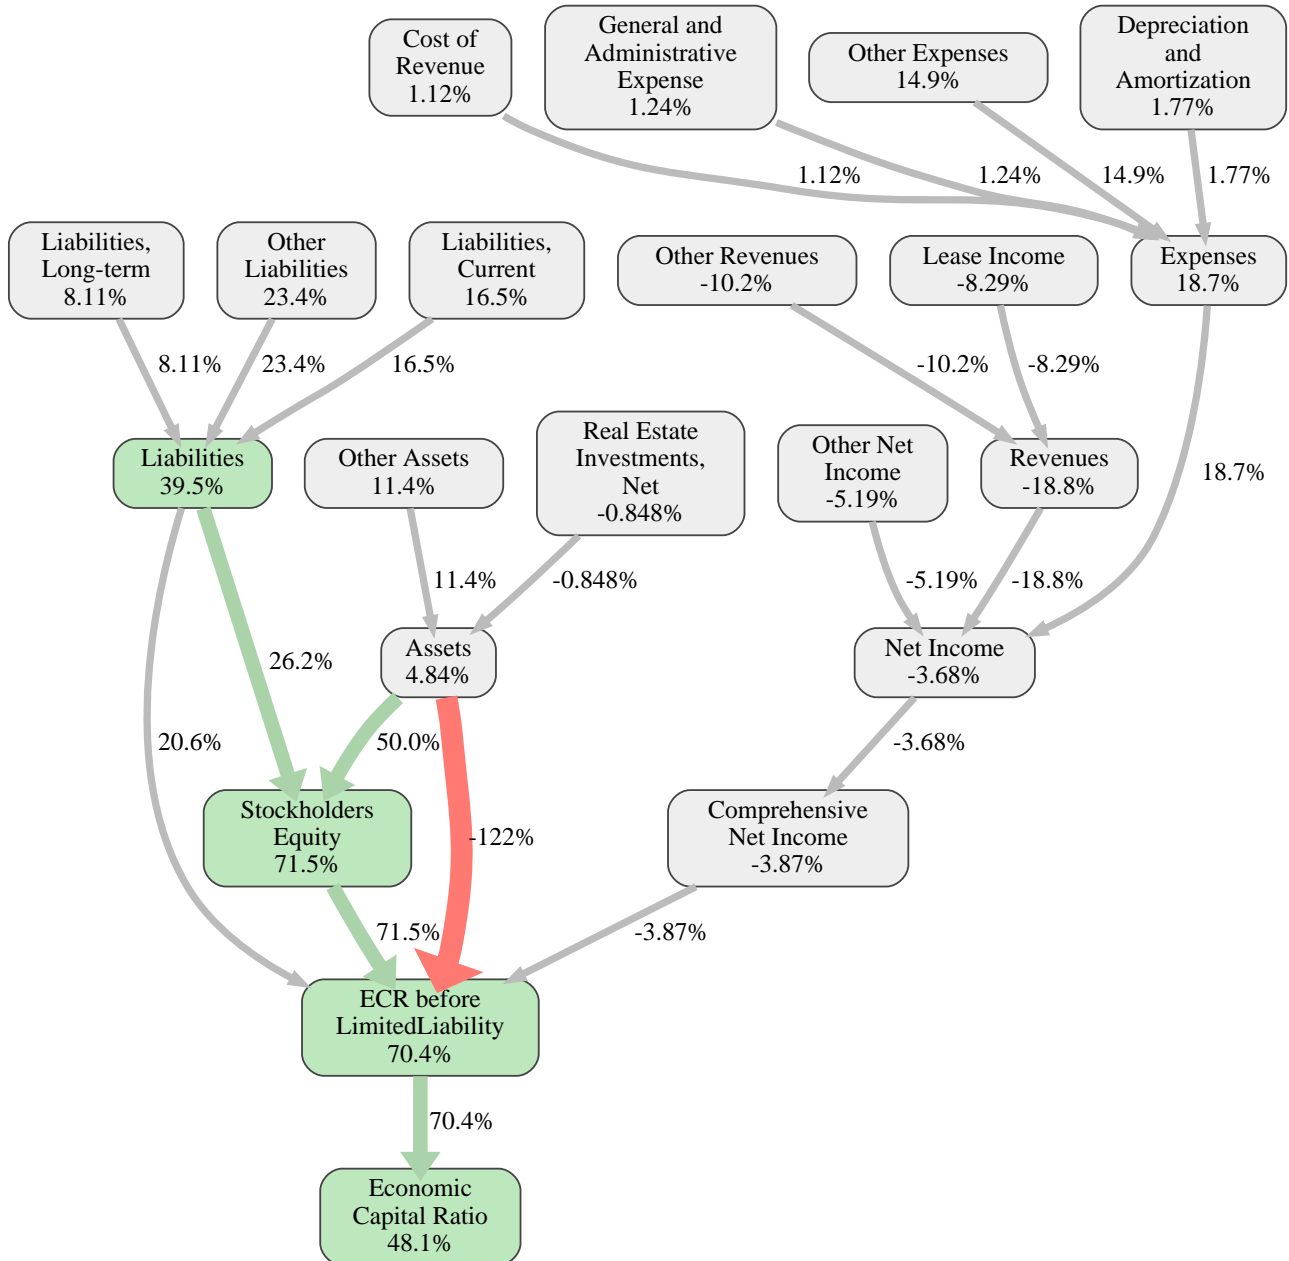 Cost of
Revenue
1.12%
General and
Administrative
Expense
1.24%
Other Expenses
14.9%
Depreciation
and
Amortization
1.77%
1.12%
1.24%
14.9%
1.77%
Liabilities,
Long-term
8.11%
Other
Liabilities
23.4%
Liabilities,
Current
16.5%
Other Revenues
-10.2%
Lease Income
-8.29%
Expenses
18.7%
8.11%
23.4%
16.5%
-10.2%
-8.29%
18.7%
Liabilities
39.5%
Other Assets
11.4%
Real Estate
Investments,
Net
-0.848%
Other Net
Income
-5.19%
Revenues
-18.8%
11.4%
-0.848%
-5.19%
-18.8%
26.2%
Assets
4.84%
Net Income
-3.68%
20.6%
50.0%
-122%
-3.68%
Stockholders
Equity
71.5%
Comprehensive
Net Income
-3.87%
71.5%
-3.87%
ECR before
LimitedLiability
70.4%
70.4%
Economic
Capital Ratio
48.1%